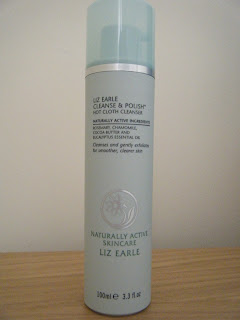 LIZ EARLE
CLEANSE & POLISH™
HOT CLOTH CLEANSER
NATURALLY ACTIVE INGREDIENTS
ROSEMARY, CHAMOMILE,
COCOA BUTTER AND
EUCALYPTUS ESSENTIAL OIL
Cleanses and gently exfoliates
for smoother, clearer skin
NATURALLY ACTIVE
SKINCARE
LIZ EARLE
100ml e 3.3 fl.oz